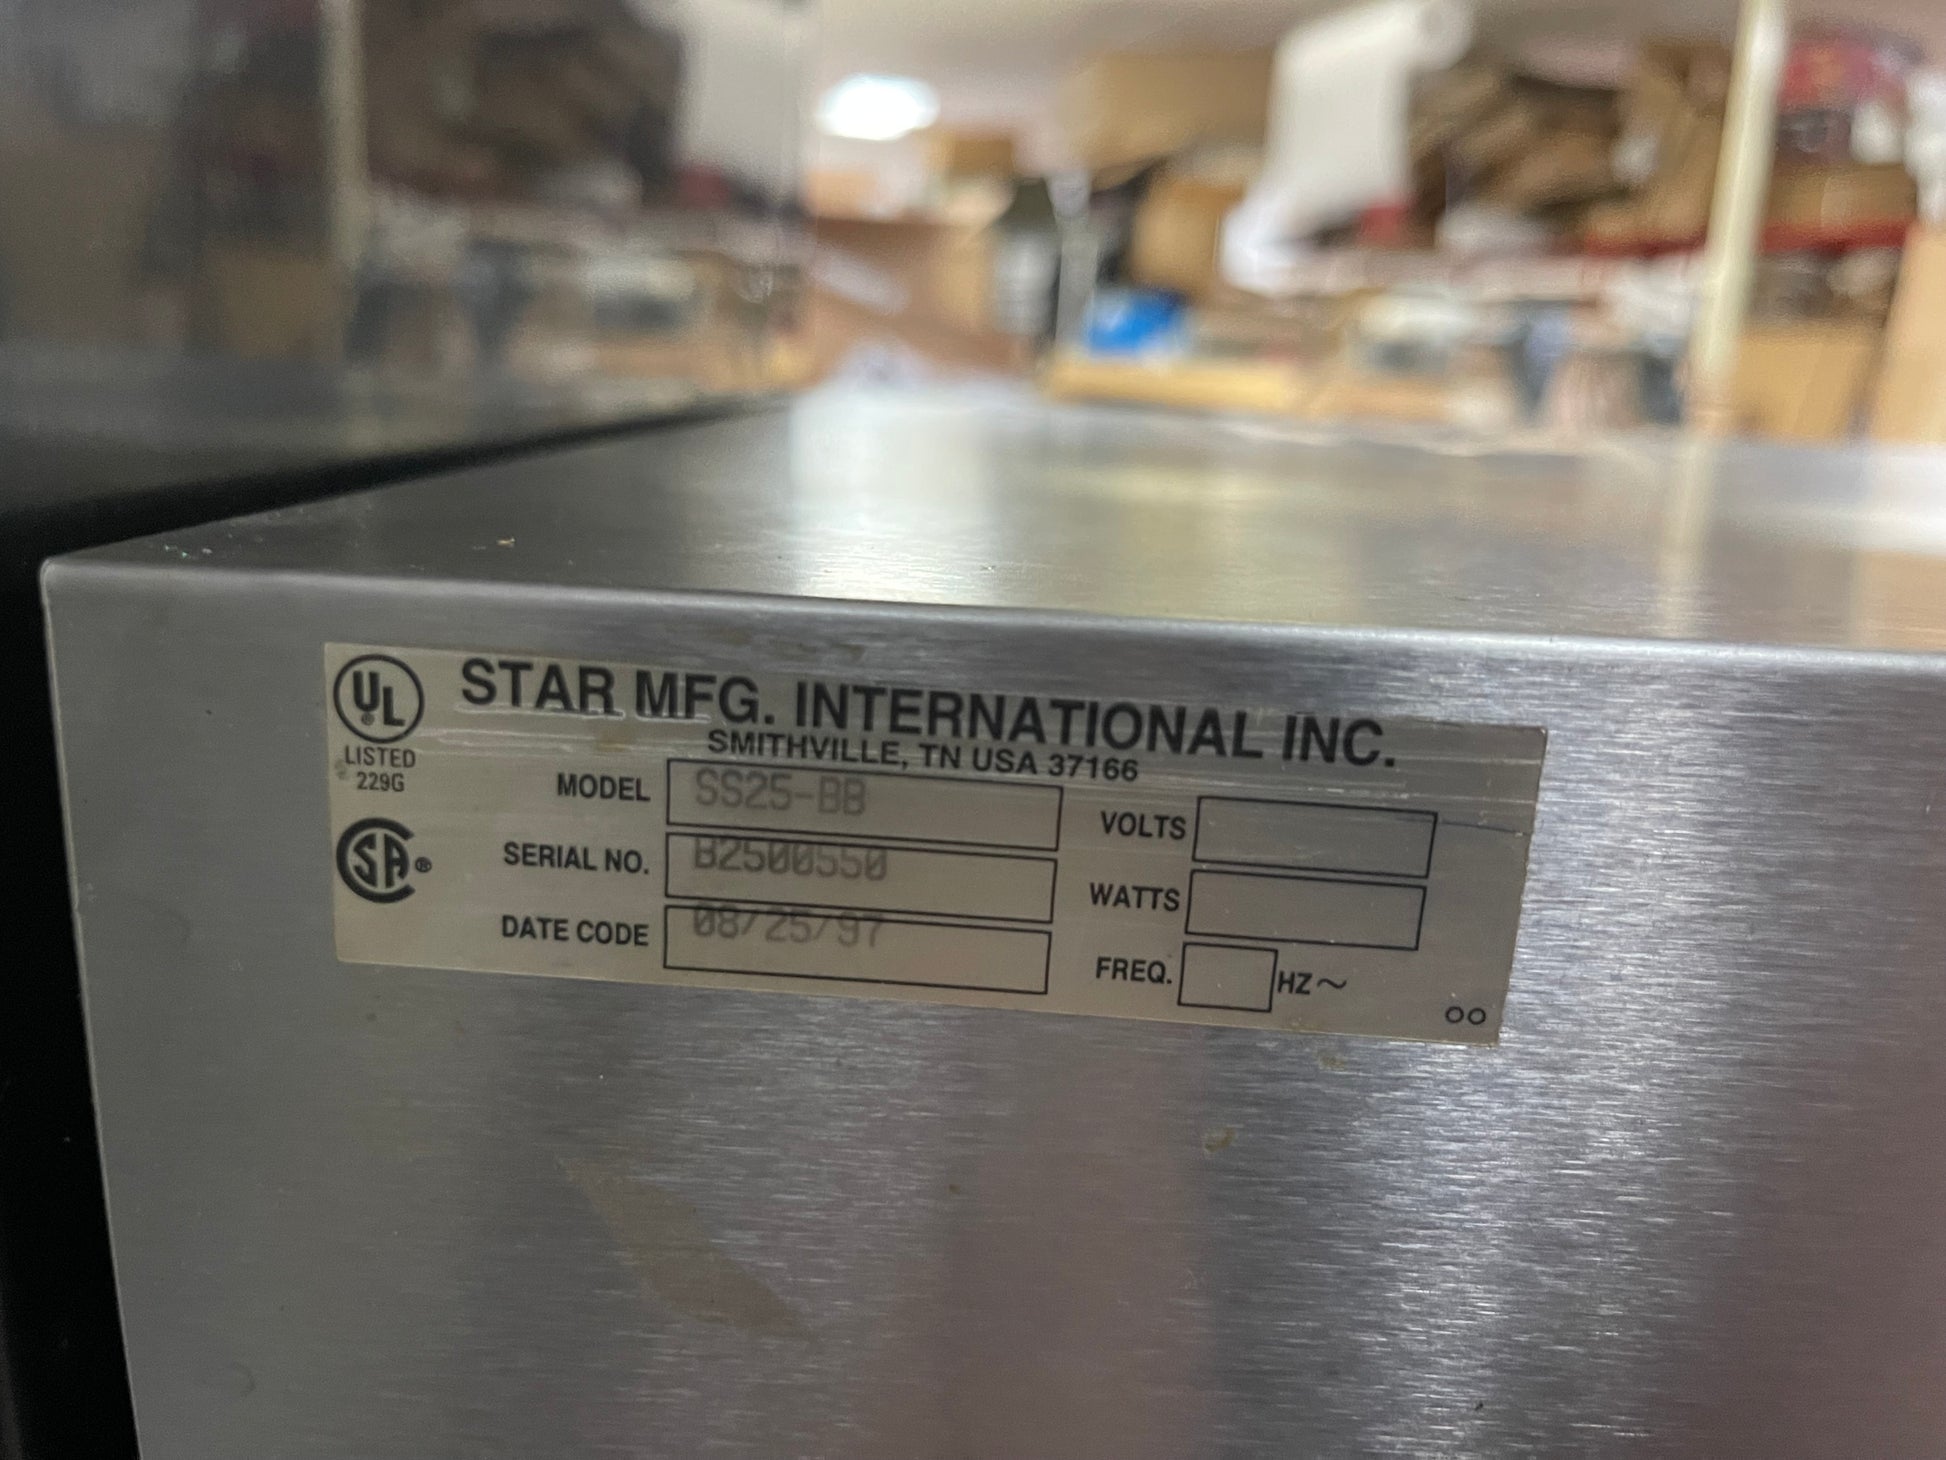 UL
®
LISTED
229G
SA®
STAR MFG. INTERNATIONAL INC.
SMITHVILLE, TN USA 37166
MODEL SS25-BB
SERIAL NO. B2500550
DATE CODE 08/25/97
VOLTS
WATTS
FREQ. HZ~